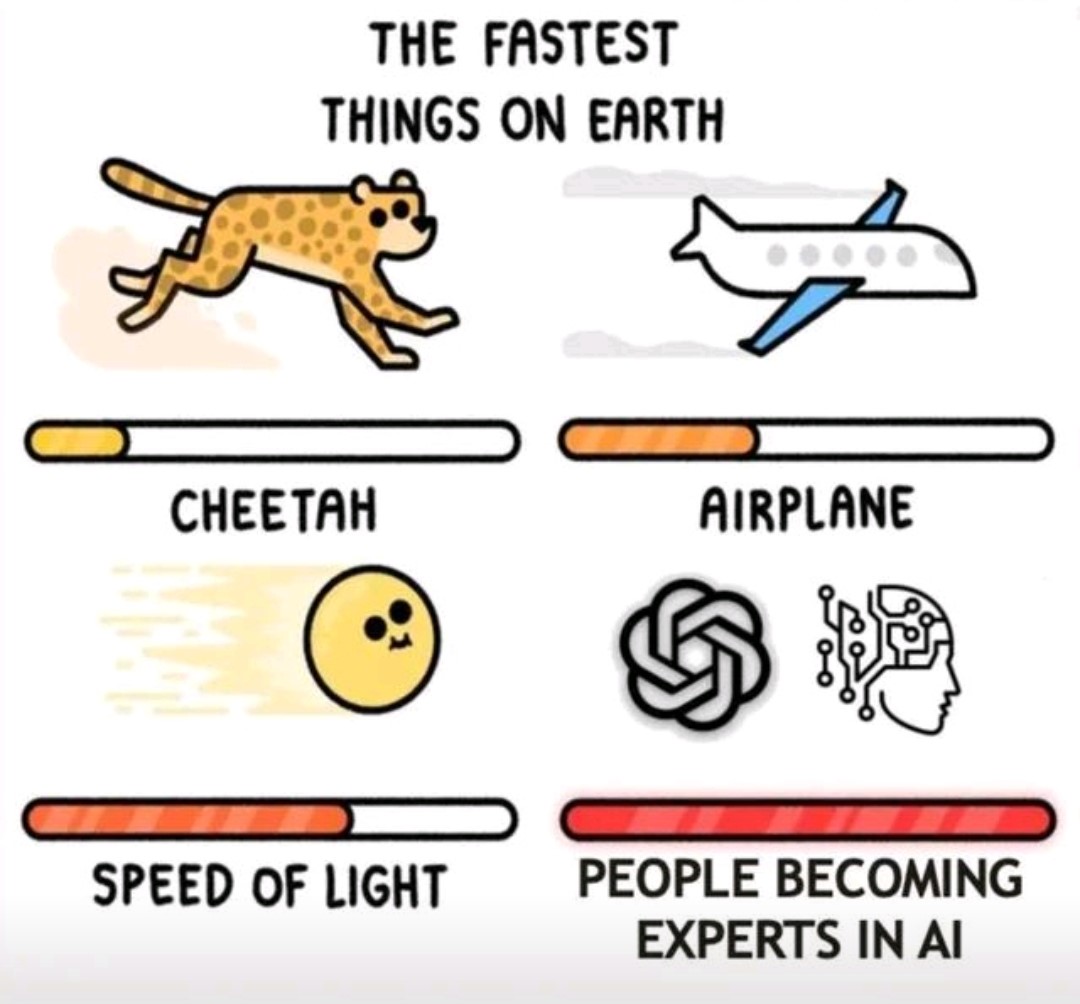 THE FASTEST
THINGS ON EARTH
CHEETAH
AIRPLANE
SPEED OF LIGHT
PEOPLE BECOMING
EXPERTS IN AI